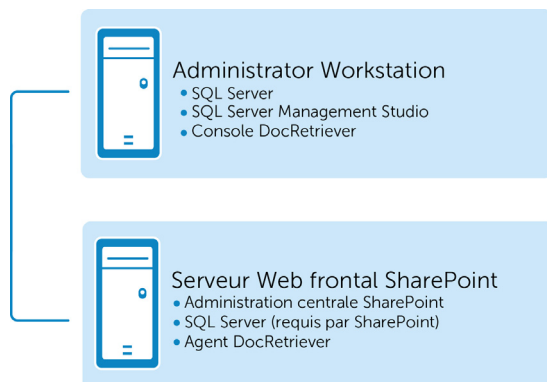 Administrator Workstation
• SQL Server
• SQL Server Management Studio
• Console DocRetriever
Serveur Web frontal SharePoint
• Administration centrale SharePoint
• SQL Server (requis par SharePoint)
• Agent DocRetriever